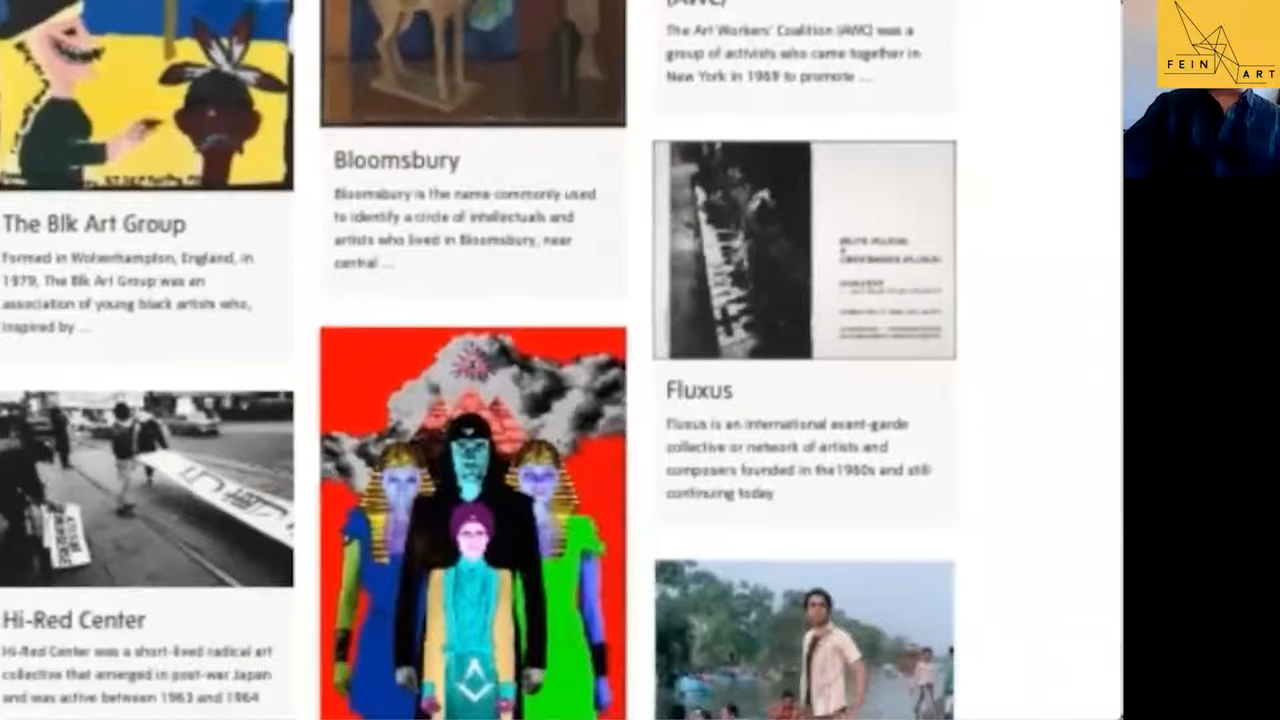 (AWC)
The Art Workers' Coalition (AWC) was a
group of activists who came together in
New York in 1969 to promote ...
FEIN
ART
The Blk Art Group
Formed in Wolverhampton, England, in
1979, The Blk Art Group was an
association of young black artists who,
inspired by ...
Bloomsbury
Bloomsbury is the name commonly used
to identify a circle of intellectuals and
artists who lived in Bloomsbury, near
central ...
Fluxus
Fluxus is an international avant-garde
collective or network of artists and
composers founded in the1960s and still
continuing today
Hi-Red Center
Hi-Red Center was a short-lived radical art
collective that emerged in post-war Japan
and was active between 1963 and 1964